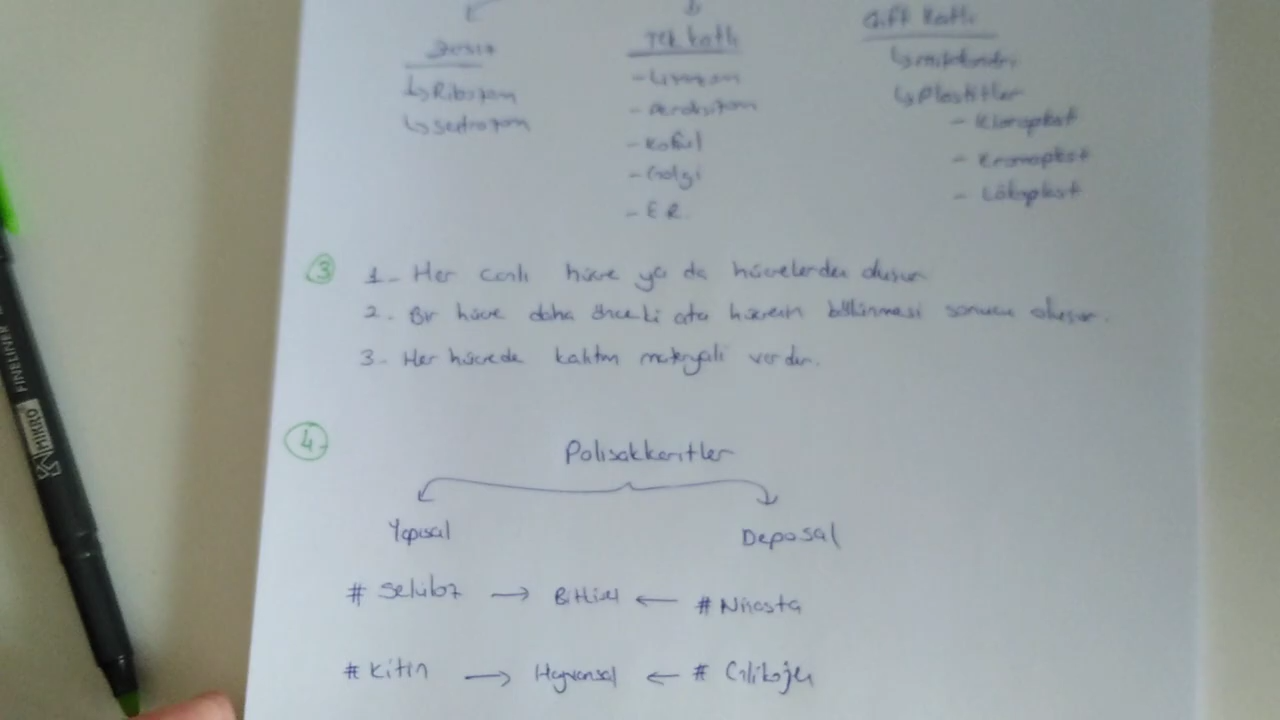 Zarsız
Tek katlı
Çift Katlı
↳ Ribozom
↳ Sentrozom
- Lizozom
- Peroksizom
- Koful
- Golgi
- E.R.
↳ mitokondri
↳ Plastitler
- Kloroplast
- Kromoplast
- Lökoplast
3
1- Her canlı hücre ya da hücrelerden oluşur.
2. Bir hücre daha önceki ata hücrenin bölünmesi sonucu oluşur.
3- Her hücrede kalıtım materyali vardır.
4
Polisakkaritler
Yapısal
Deposal
# Selüloz → Bitkisel ← # Nişasta
# Kitin → Hayvansal ← # Glikojen
MIKRO FINELINER